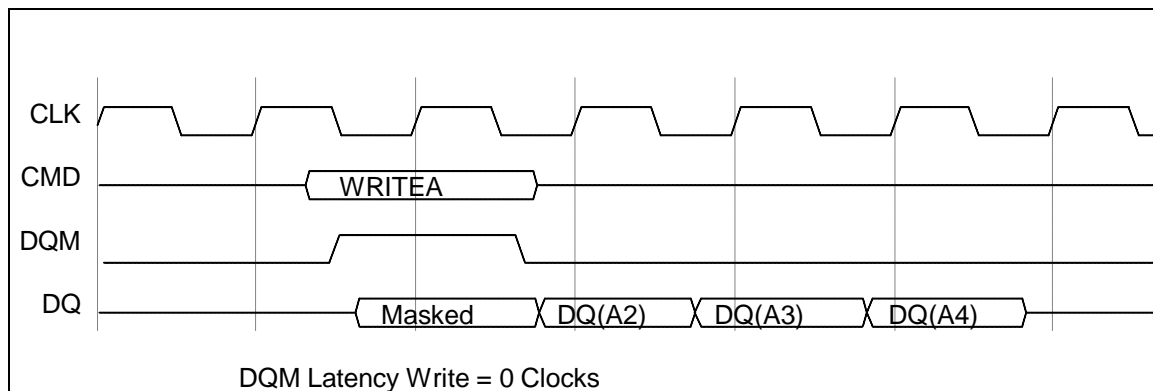 CLK
CMD WRITEA
DQM
DQ Masked DQ(A2) DQ(A3) DQ(A4)
DQM Latency Write = 0 Clocks